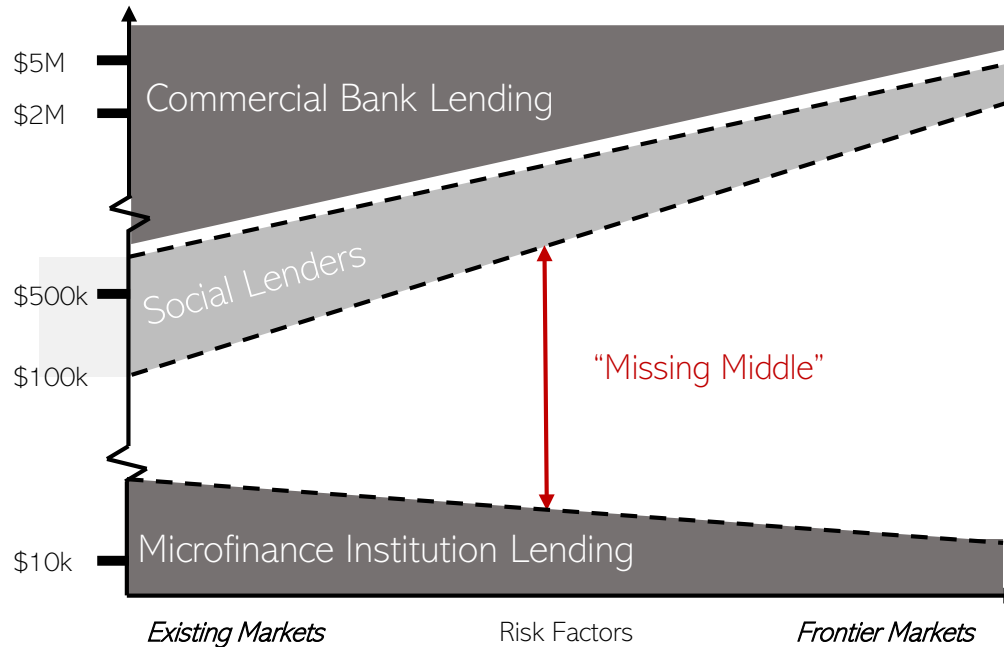 $5M
$2M
Commercial Bank Lending
$500k
Social Lenders
$100k
“Missing Middle”
$10k
Microfinance Institution Lending
Existing Markets
Risk Factors
Frontier Markets